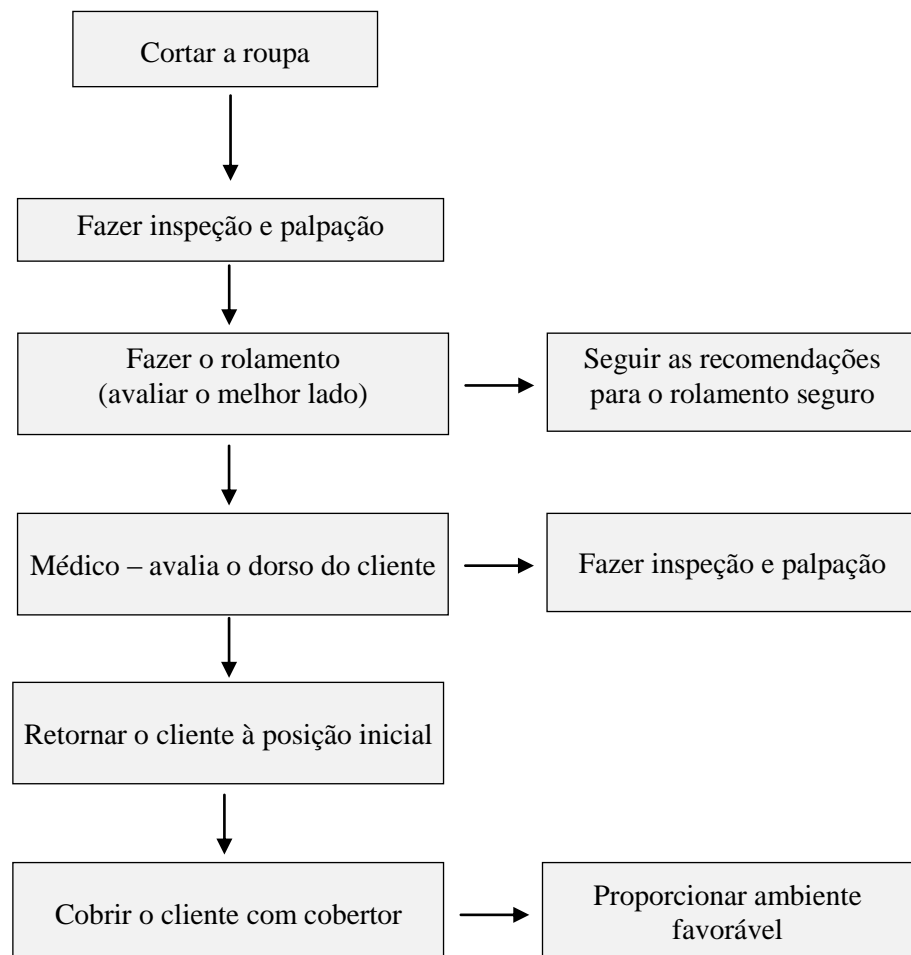 Cortar a roupa
Fazer inspeção e palpação
Fazer o rolamento
(avaliar o melhor lado)
Seguir as recomendações
para o rolamento seguro
Médico – avalia o dorso do cliente
Fazer inspeção e palpação
Retornar o cliente à posição inicial
Cobrir o cliente com cobertor
Proporcionar ambiente
favorável